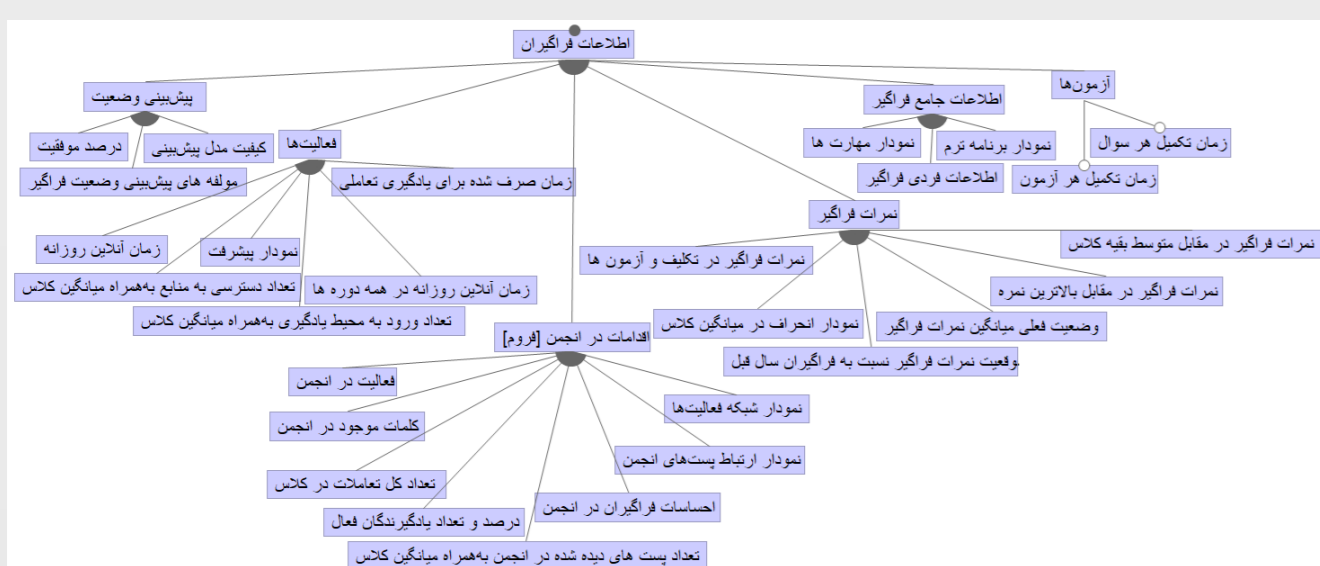 اطلاعات فراگیران
آزمون‌ها
زمان تکمیل هر سوال
زمان تکمیل هر آزمون
اطلاعات جامع فراگیر
نمودار برنامه ترم
نمودار مهارت ها
اطلاعات فردی فراگیر
نمرات فراگیر
نمرات فراگیر در مقابل متوسط بقیه کلاس
نمرات فراگیر در مقابل بالاترین نمره
وضعیت فعلی میانگین نمرات فراگیر
موقعیت نمرات فراگیر نسبت به فراگیران سال قبل
نمودار انحراف در میانگین کلاس
نمرات فراگیر در تکلیف و آزمون ها
اقدامات در انجمن [فروم]
نمودار شبکه فعالیت‌ها
نمودار ارتباط پست‌های انجمن
احساسات فراگیران در انجمن
تعداد پست های دیده شده در انجمن به‌همراه میانگین کلاس
درصد و تعداد یادگیرندگان فعال
تعداد کل تعاملات در کلاس
کلمات موجود در انجمن
فعالیت در انجمن
فعالیت‌ها
زمان صرف شده برای یادگیری تعاملی
زمان آنلاین روزانه در همه دوره ها
تعداد ورود به محیط یادگیری به‌همراه میانگین کلاس
نمودار پیشرفت
تعداد دسترسی به منابع به‌همراه میانگین کلاس
زمان آنلاین روزانه
پیش‌بینی وضعیت
کیفیت مدل پیش‌بینی
مولفه های پیش‌بینی وضعیت فراگیر
درصد موفقیت